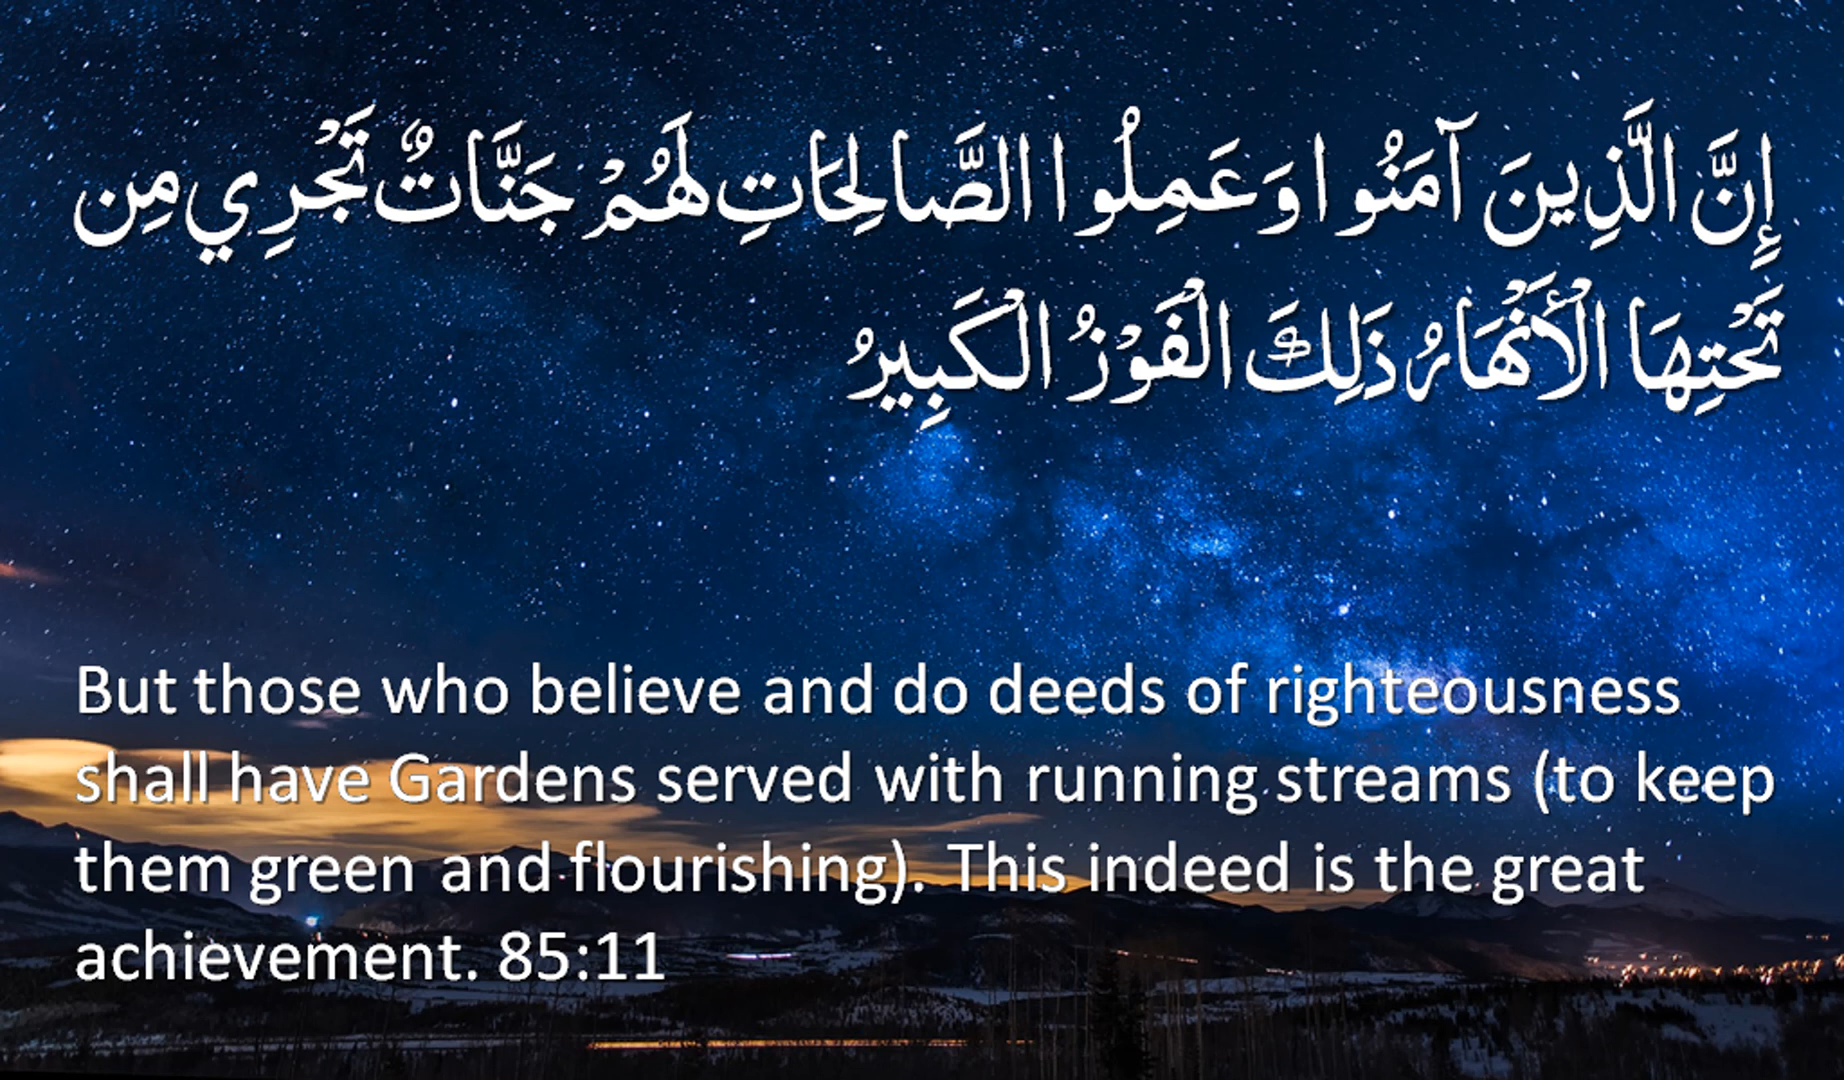 إِنَّ الَّذِينَ آمَنُوا وَعَمِلُوا الصَّالِحَاتِ لَهُمْ جَنَّاتٌ تَجْرِي مِن
تَحْتِهَا الْأَنْهَارُ ذَلِكَ الْفَوْزُ الْكَبِيرُ
But those who believe and do deeds of righteousness
shall have Gardens served with running streams (to keep
them green and flourishing). This indeed is the great
achievement. 85:11